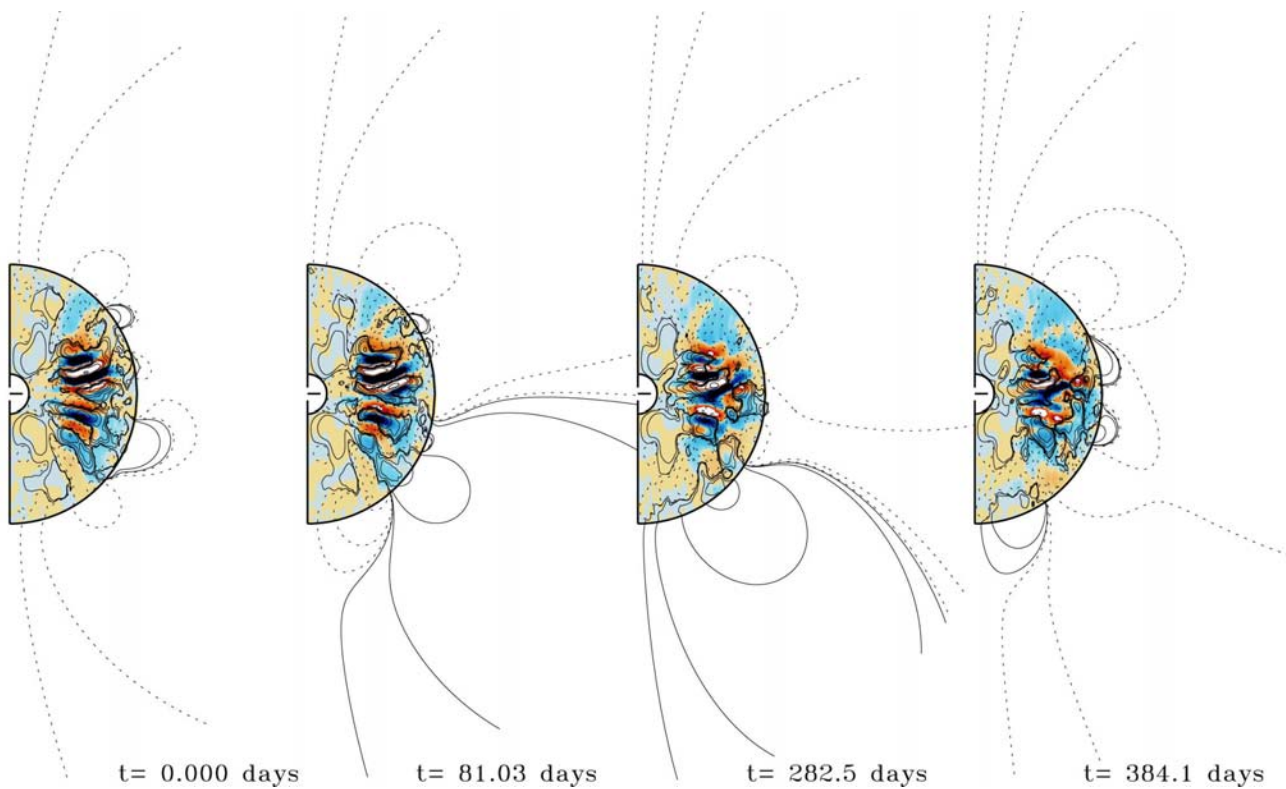 t= 0.000 days
t= 81.03 days
t= 282.5 days
t= 384.1 days